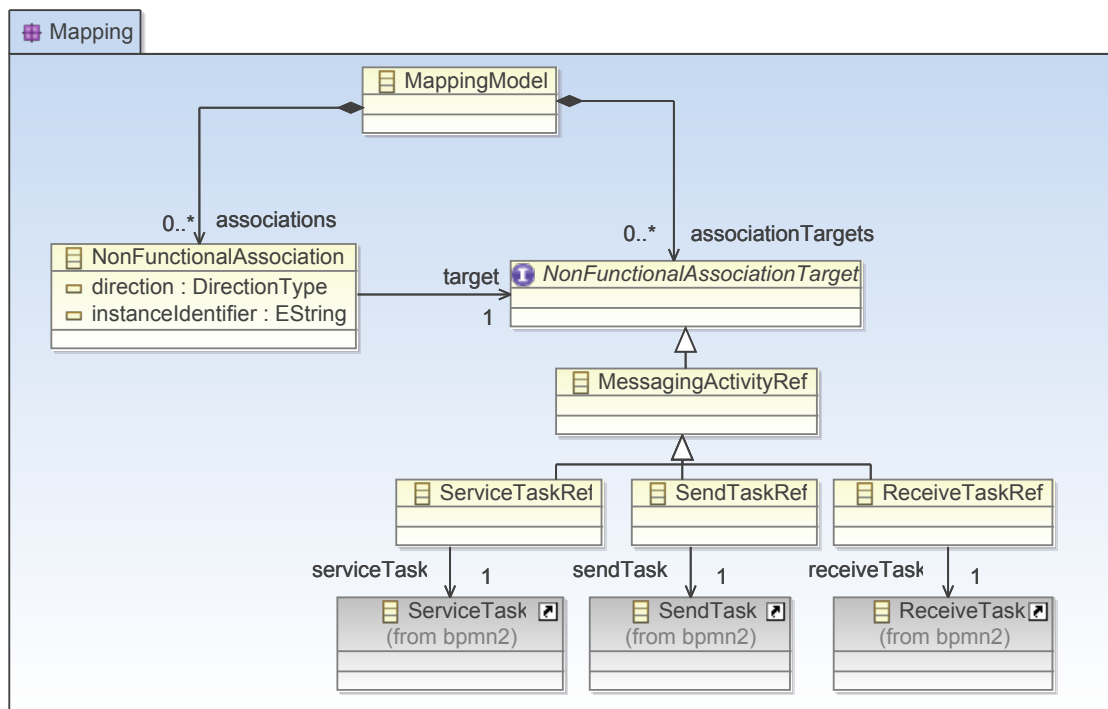 Mapping
MappingModel
0..* associations
0..* associationTargets
NonFunctionalAssociation
direction : DirectionType
instanceIdentifier : EString
target
1
NonFunctionalAssociationTarget
MessagingActivityRef
ServiceTaskRef
SendTaskRef
ReceiveTaskRef
serviceTask 1
sendTask 1
receiveTask 1
ServiceTask
(from bpmn2)
SendTask
(from bpmn2)
ReceiveTask
(from bpmn2)